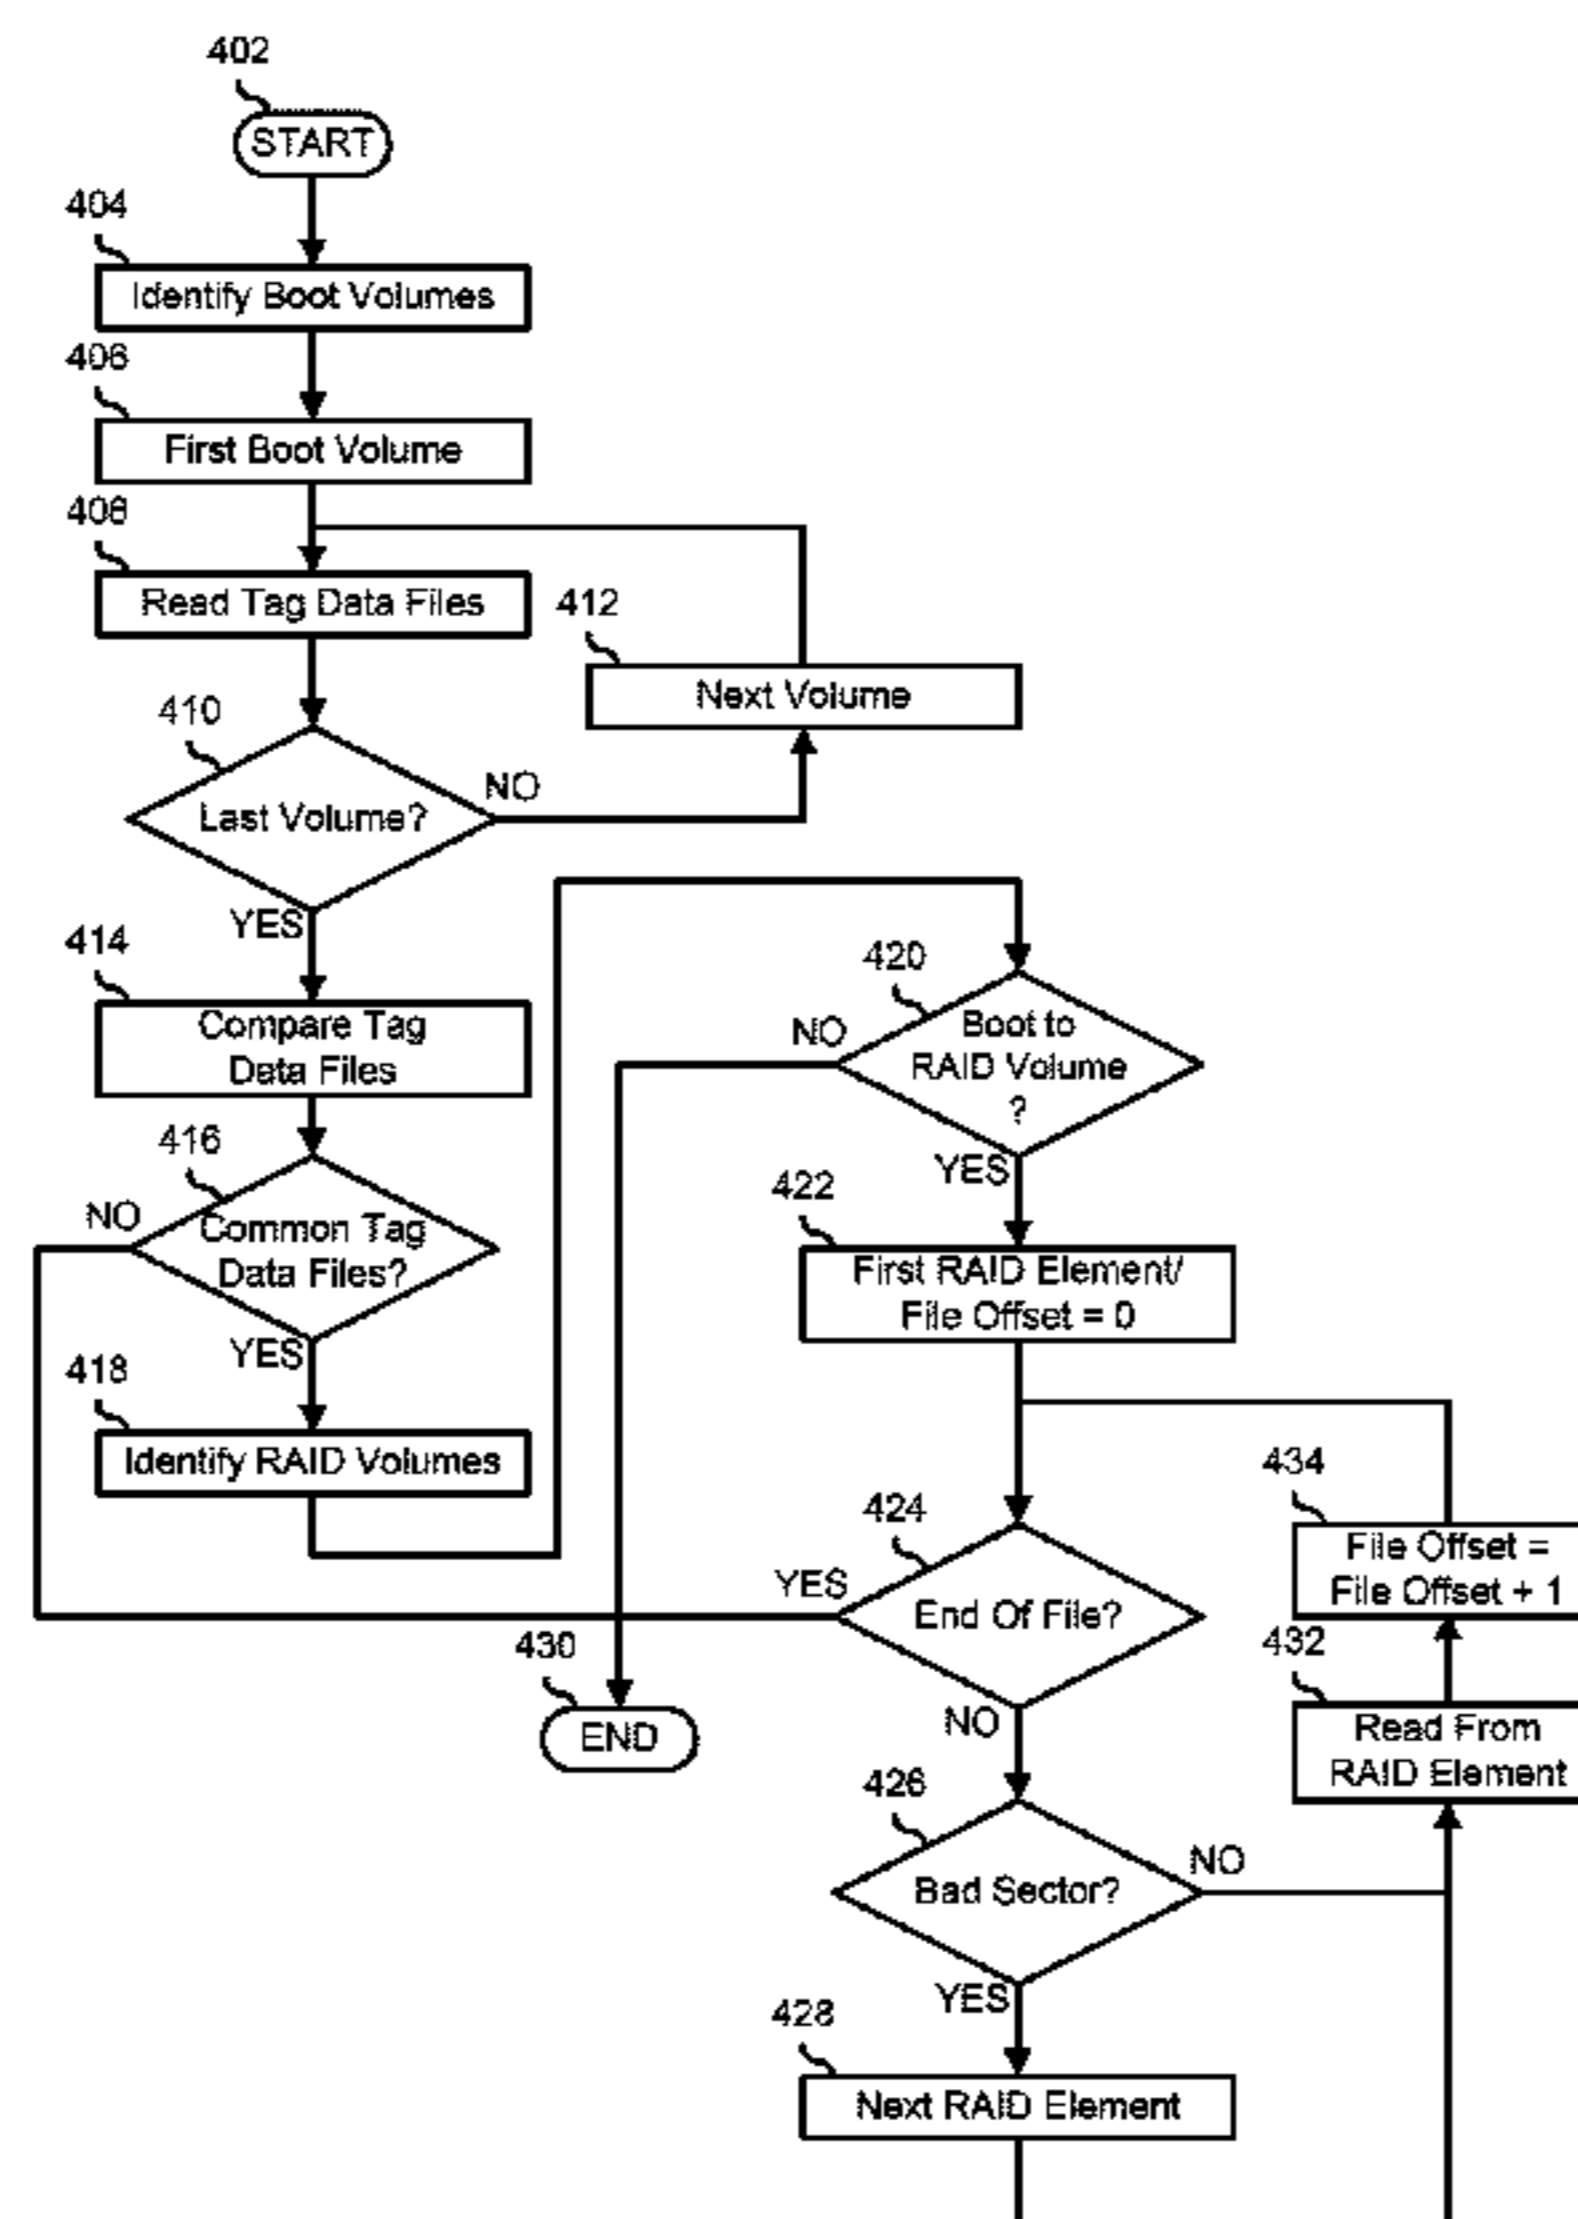 402
START
404
Identify Boot Volumes
406
First Boot Volume
408
Read Tag Data Files
412
Next Volume
410
Last Volume?
NO
YES
414
Compare Tag
Data Files
416
NO
Common Tag
Data Files?
YES
418
Identify RAID Volumes
420
NO
Boot to
RAID Volume
?
YES
422
First RAID Element/
File Offset = 0
434
File Offset =
File Offset + 1
424
YES
End Of File?
NO
430
END
432
Read From
RAID Element
426
Bad Sector?
NO
YES
428
Next RAID Element